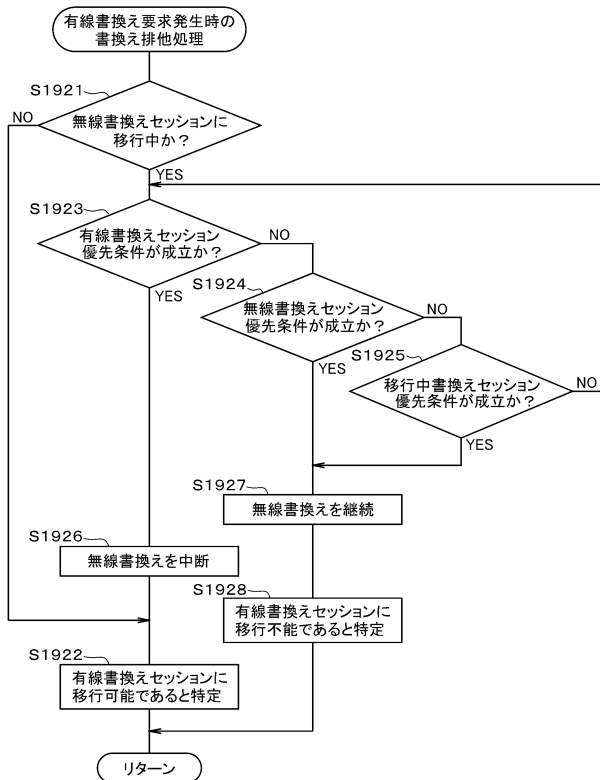 有線書換え要求発生時の
書換え排他処理
S1921
無線書換えセッションに
移行中か？
NO
YES
S1923
有線書換えセッション
優先条件が成立か？
NO
YES
S1924
無線書換えセッション
優先条件が成立か？
NO
YES
S1925
移行中書換えセッション
優先条件が成立か？
NO
YES
S1927
無線書換えを継続
S1926
無線書換えを中断
S1928
有線書換えセッションに
移行不能であると特定
S1922
有線書換えセッションに
移行可能であると特定
リターン